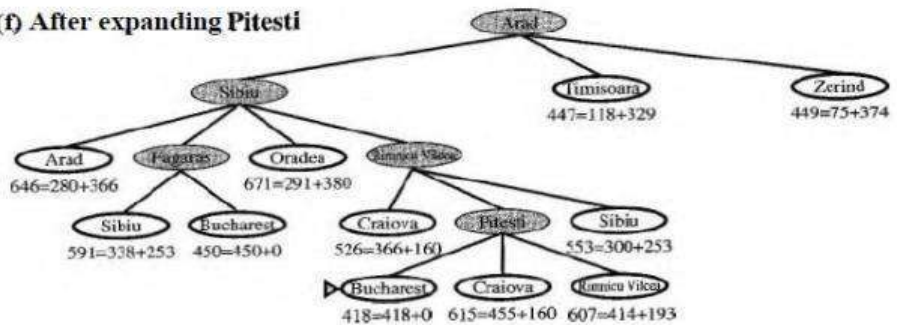 (f) After expanding Pitesti
Arad
Sibiu
Timisoara
Zerind
447=118+329
449=75+374
Arad
Fagaras
Oradea
Rimnicu Vilcea
646=280+366
671=291+380
Sibiu
Bucharest
Craiova
Pitesti
Sibiu
591=338+253
450=450+0
526=366+160
553=300+253
Bucharest
Craiova
Rimnicu Vilcea
418=418+0
615=455+160
607=414+193